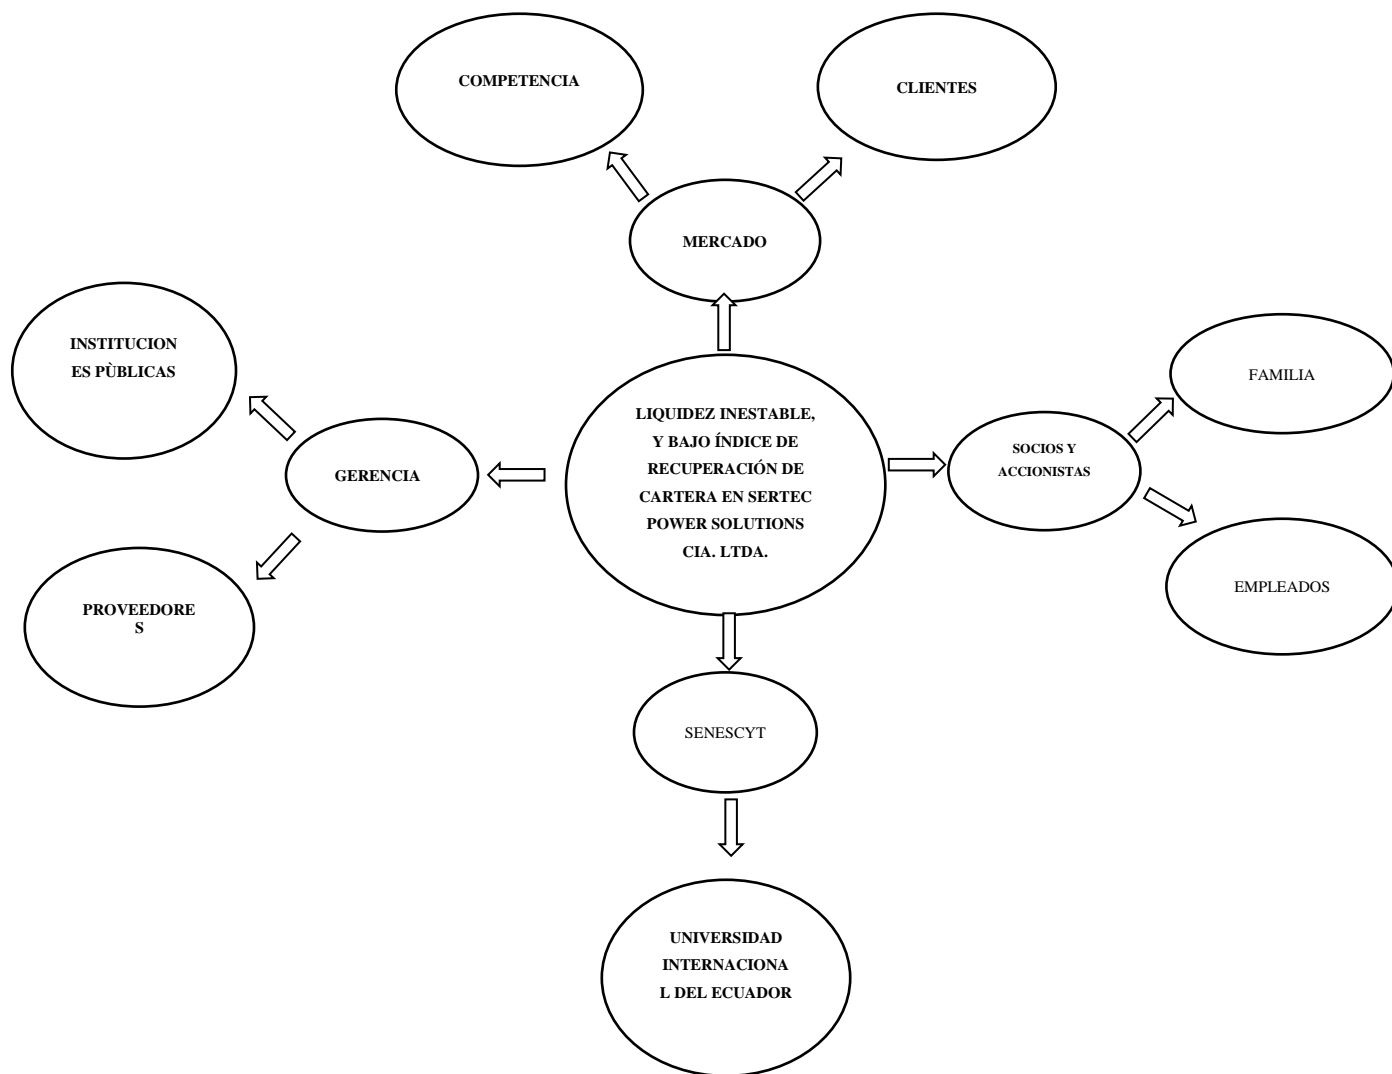 COMPETENCIA
CLIENTES
MERCADO
INSTITUCION
ES PÙBLICAS
FAMILIA
LIQUIDEZ INESTABLE,
Y BAJO ÍNDICE DE
RECUPERACIÓN DE
CARTERA EN SERTEC
POWER SOLUTIONS
CIA. LTDA.
SOCIOS Y
ACCIONISTAS
GERENCIA
EMPLEADOS
PROVEEDORE
S
SENESCYT
UNIVERSIDAD
INTERNACIONA
L DEL ECUADOR